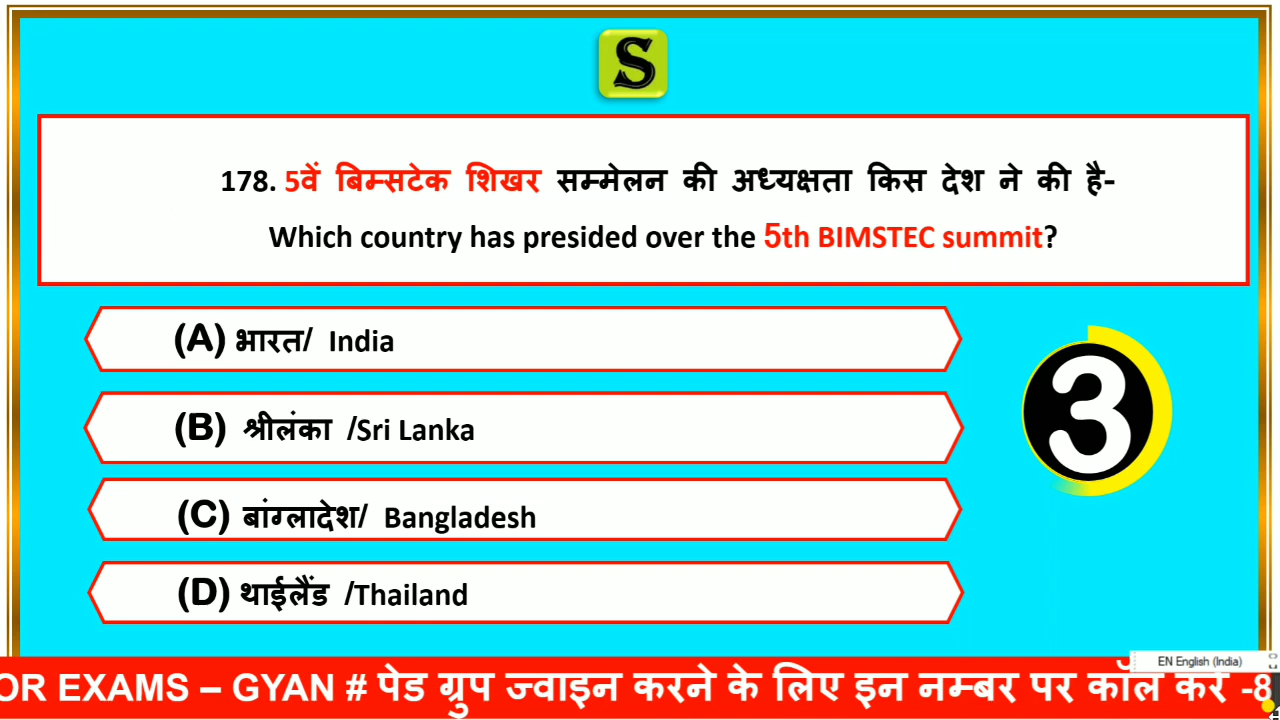 S
178. 5वें बिम्सटेक शिखर सम्मेलन की अध्यक्षता किस देश ने की है-
Which country has presided over the 5th BIMSTEC summit?
(A) भारत/ India
(B) श्रीलंका /Sri Lanka
(C) बांग्लादेश/ Bangladesh
(D) थाईलैंड /Thailand
3
EN English (India)
OR EXAMS – GYAN # पेड ग्रुप ज्वाइन करने के लिए इन नम्बर पर कॉल करें -8